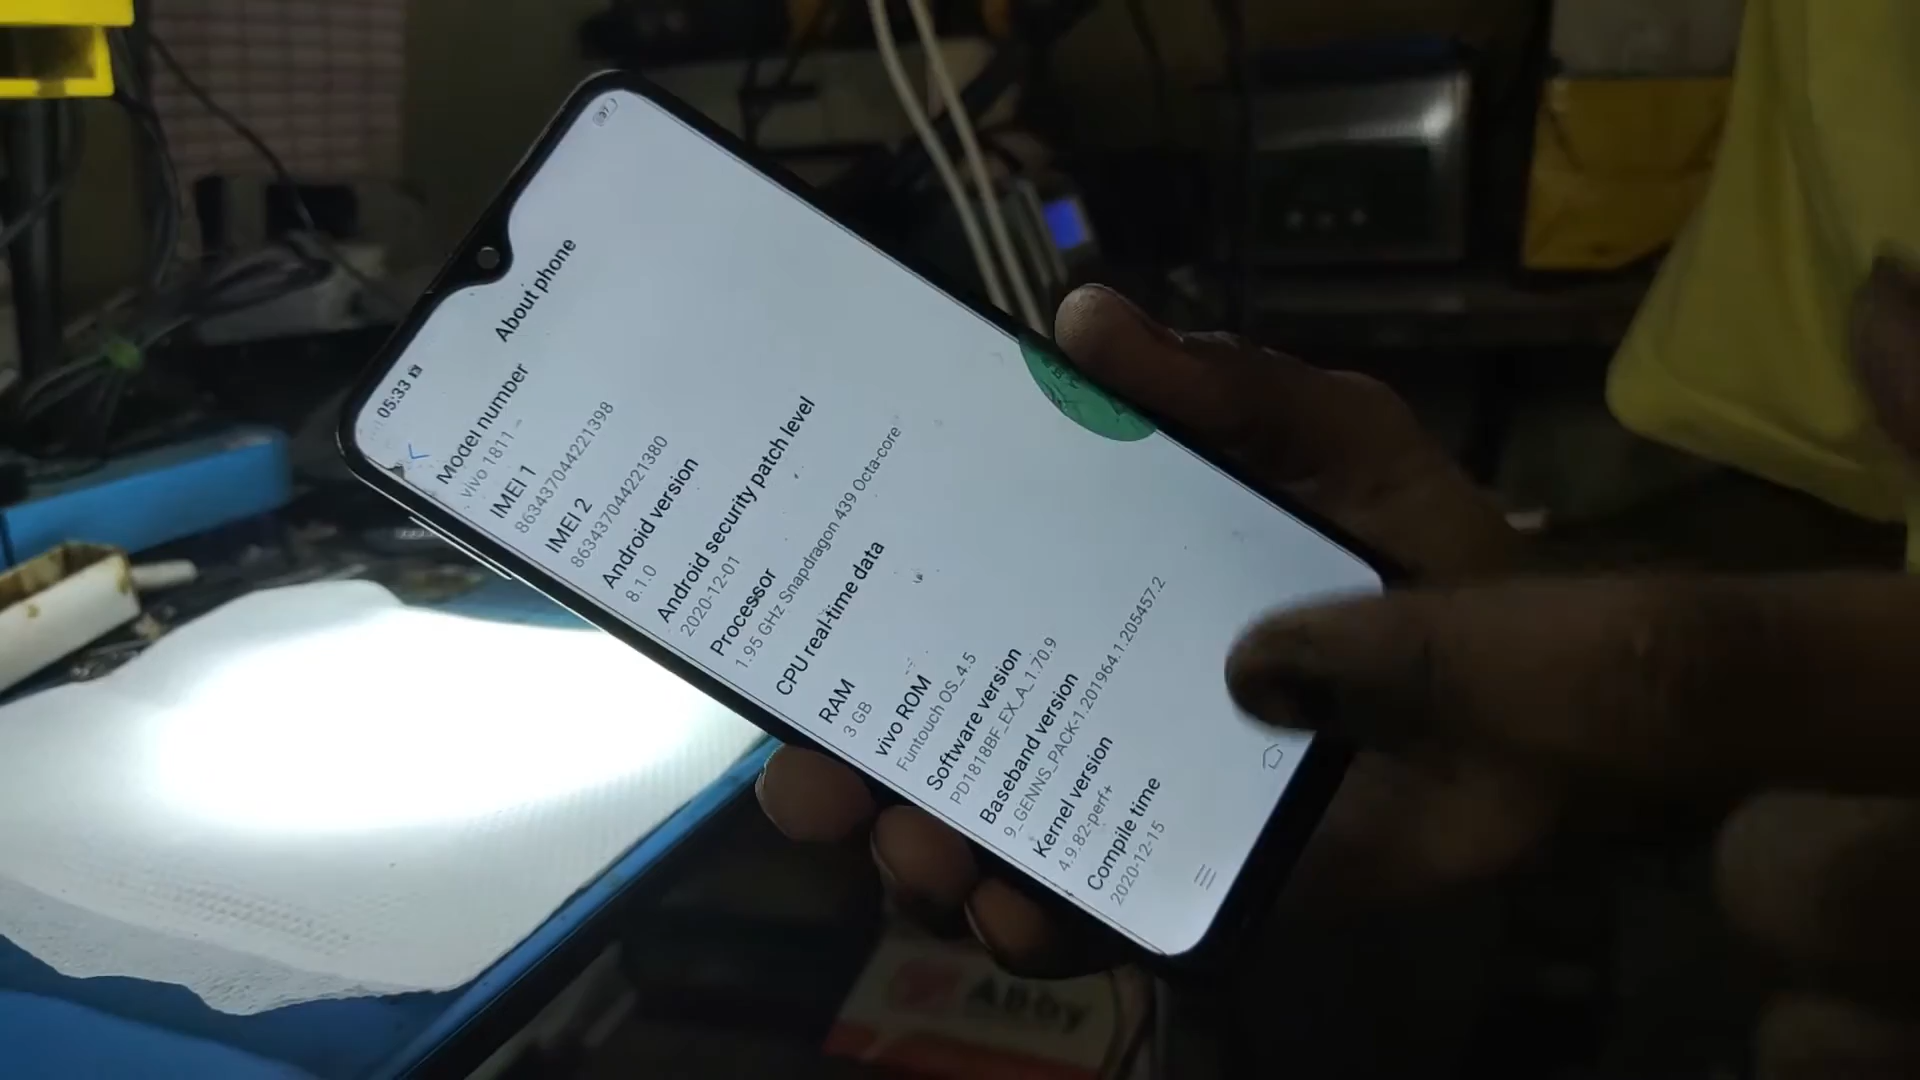 05:33
97
About phone
Model number
vivo 1811
IMEI 1
863437044221398
IMEI 2
863437044221380
Android version
8.1.0
Android security patch level
2020-12-01
Processor
1.95 GHz Snapdragon 439 Octa-core
CPU real-time data
RAM
3 GB
vivo ROM
Funtouch OS_4.5
Software version
PD1818BF_EX_A_1.70.9
Baseband version
9_GENNS_PACK-1.201964.1.205457.2
Kernel version
4.9.82-perf+
Compile time
2020-12-15